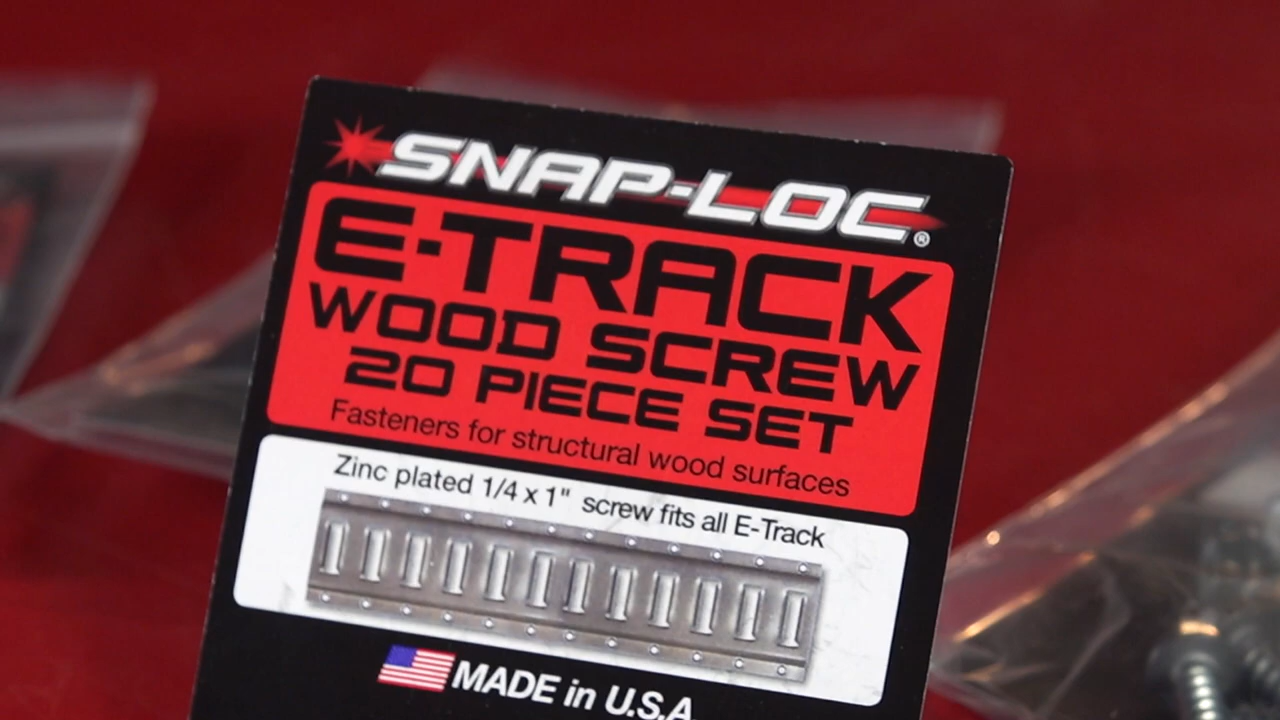 SNAP-LOC®
E-TRACK
WOOD SCREW
20 PIECE SET
Fasteners for structural wood surfaces
Zinc plated 1/4 x 1" screw fits all E-Track
MADE in U.S.A